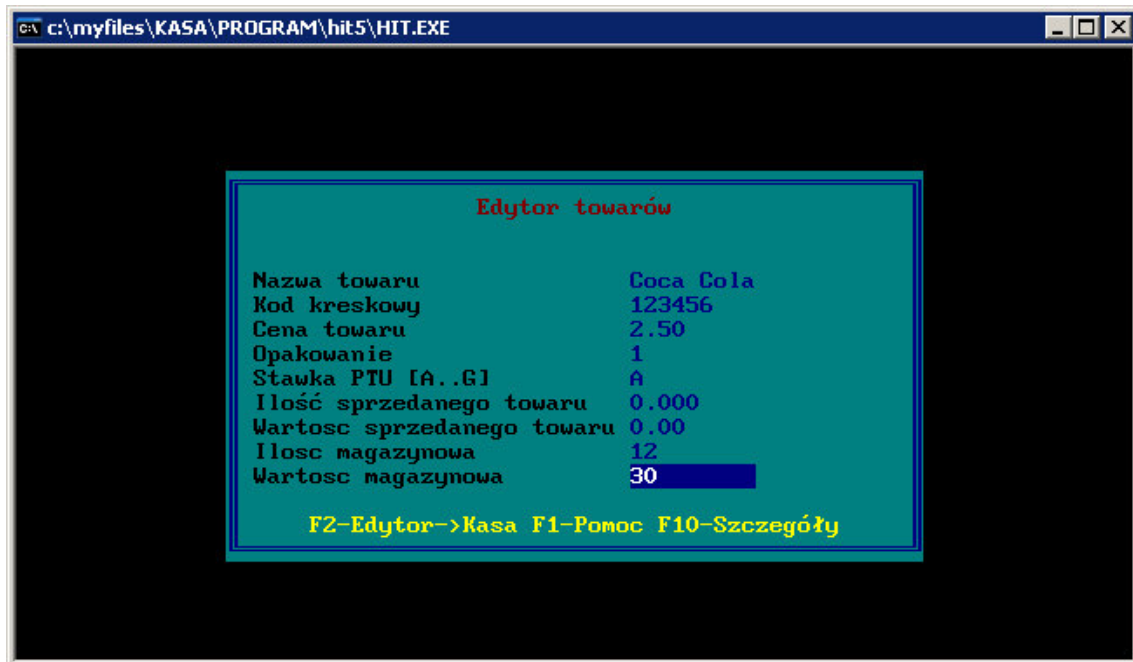 c:\myfiles\KASA\PROGRAM\hit5\HIT.EXE
Edytor towarów
Nazwa towaru Coca Cola
Kod kreskowy 123456
Cena towaru 2.50
Opakowanie 1
Stawka PTU [A..G] A
Ilość sprzedanego towaru 0.000
Wartosc sprzedanego towaru 0.00
Ilosc magazynowa 12
Wartosc magazynowa 30
F2-Edytor->Kasa F1-Pomoc F10-Szczegóły